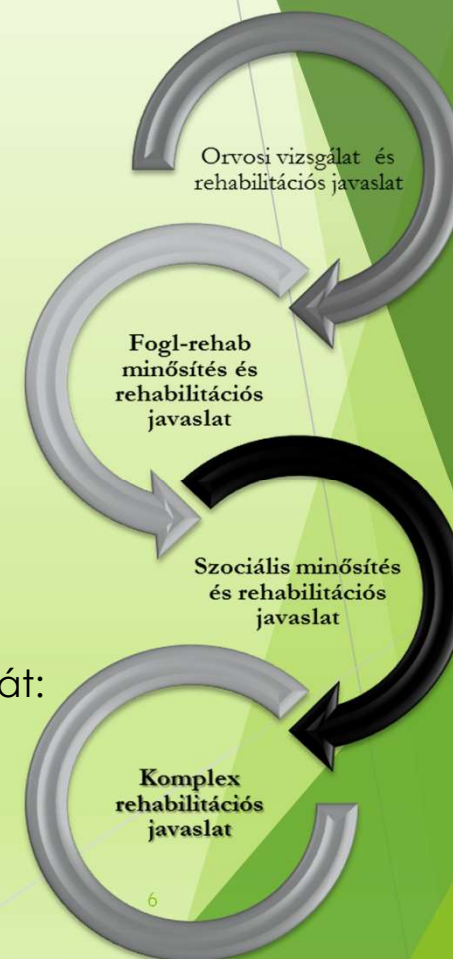 Orvosi vizsgálat és
rehabilitációs javaslat
Fogl-rehab
minősítés és
rehabilitációs
javaslat
Szociális minősítés
és rehabilitációs
javaslat
át:
Komplex
rehabilitációs
javaslat
6